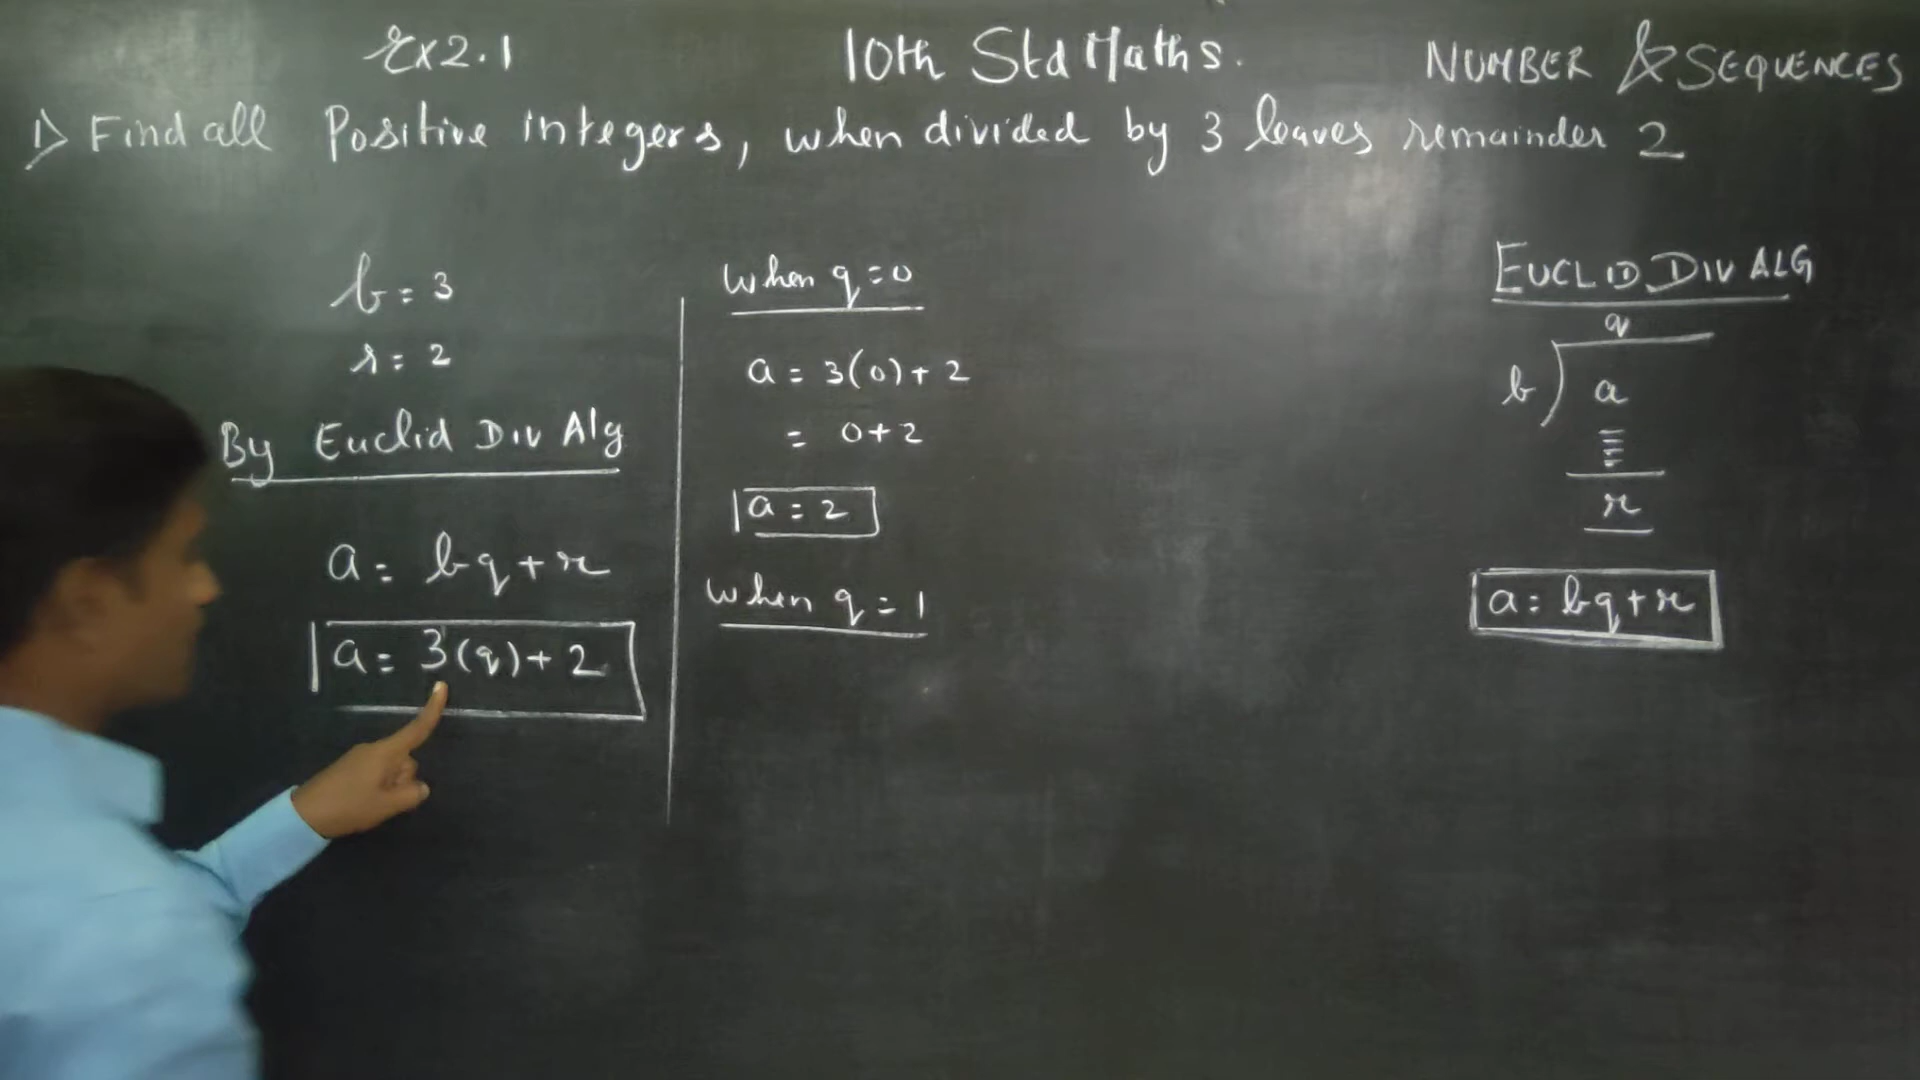 Ex 2.1
10th Std Maths.
NUMBER & SEQUENCES
1) Find all Positive integers, when divided by 3 leaves remainder 2
b = 3
r = 2
By Euclid Div Alg
a = bq + r
a = 3(q) + 2
When q = 0
a = 3(0) + 2
= 0 + 2
a = 2
When q = 1
EUCLID DIV ALG
q
b) a
r
a = bq + r